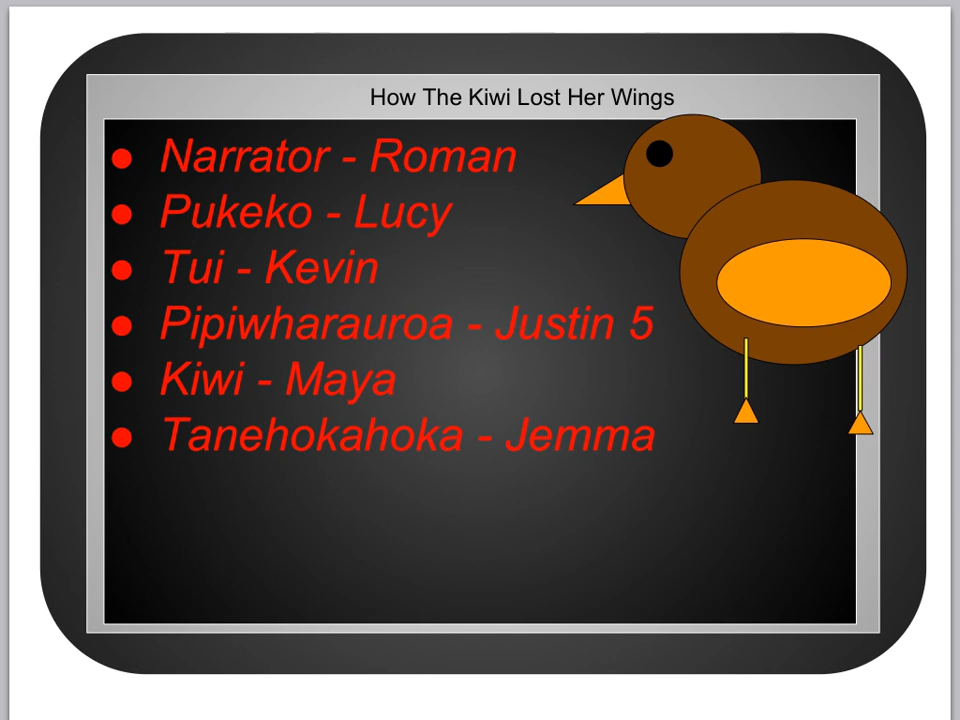 How The Kiwi Lost Her Wings
● Narrator - Roman
● Pukeko - Lucy
● Tui - Kevin
● Pipiwharauroa - Justin 5
● Kiwi - Maya
● Tanehokahoka - Jemma